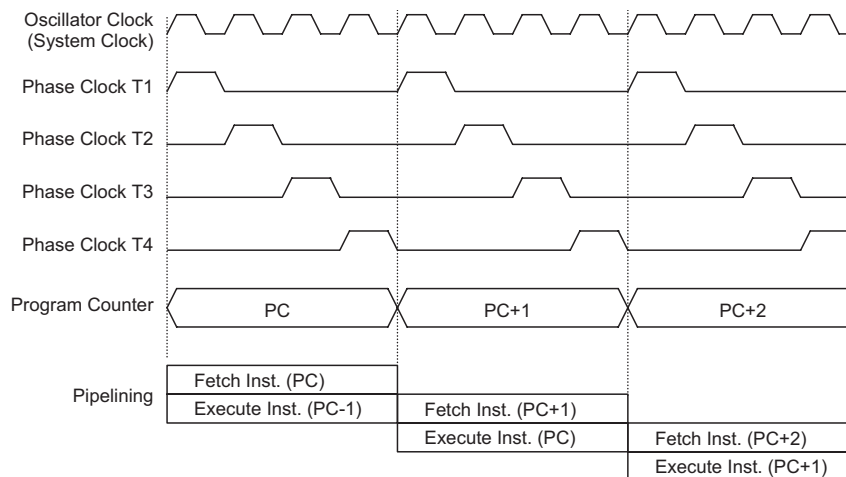 Oscillator Clock
(System Clock)
Phase Clock T1
Phase Clock T2
Phase Clock T3
Phase Clock T4
Program Counter
PC
PC+1
PC+2
Pipelining
Fetch Inst. (PC)
Execute Inst. (PC-1)
Fetch Inst. (PC+1)
Execute Inst. (PC)
Fetch Inst. (PC+2)
Execute Inst. (PC+1)